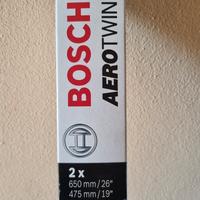 BOSCH
AEROTWIN
2 x
650 mm/26"
475 mm/19"